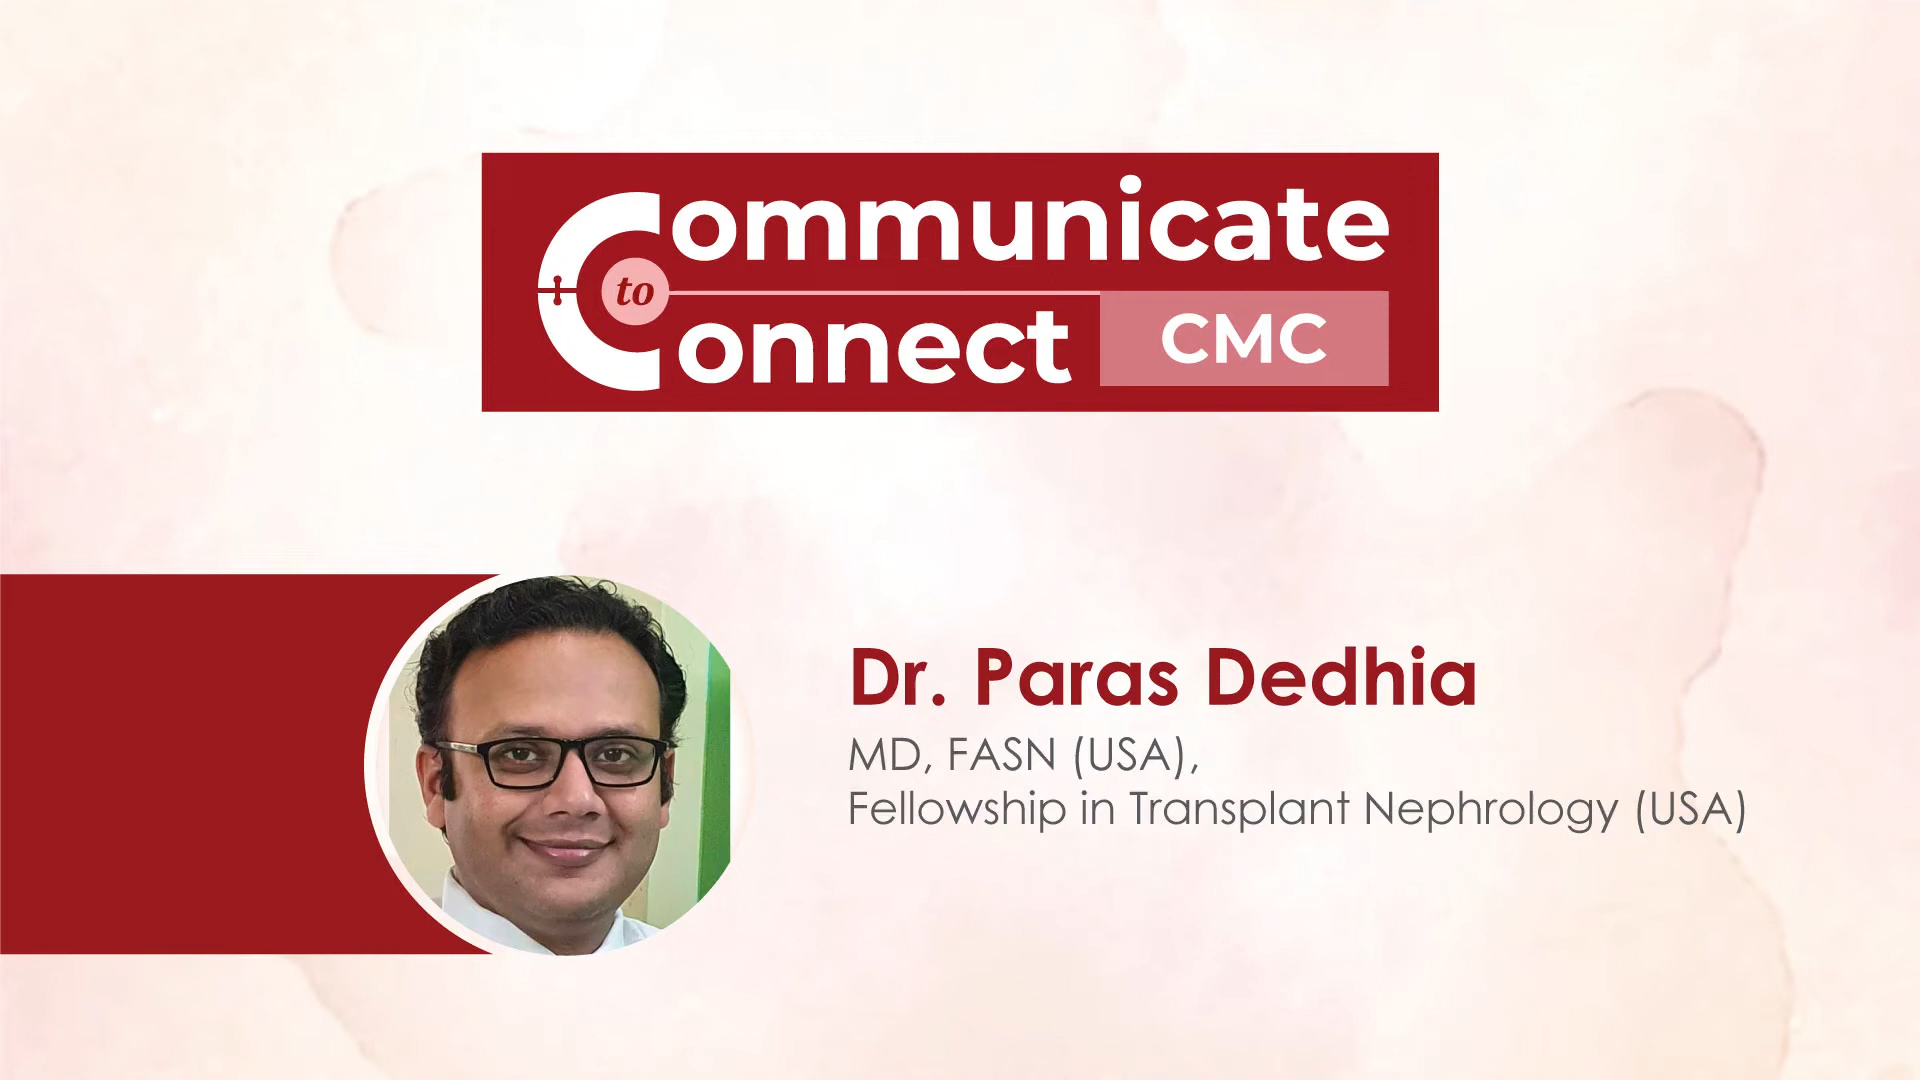 Communicate
to
Connect CMC
Dr. Paras Dedhia
MD, FASN (USA),
Fellowship in Transplant Nephrology (USA)